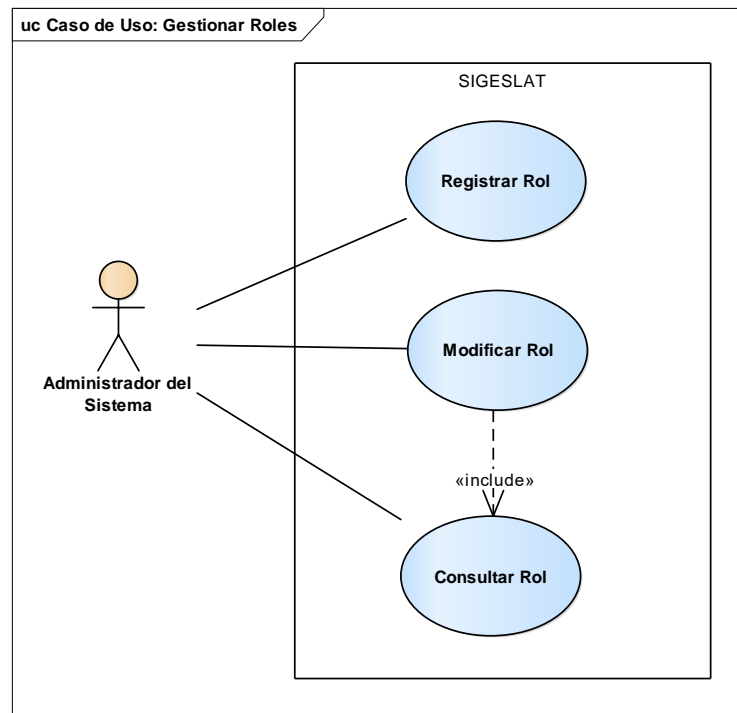 uc Caso de Uso: Gestionar Roles
SIGESLAT
Registrar Rol
Modificar Rol
Administrador del
Sistema
«include»
Consultar Rol